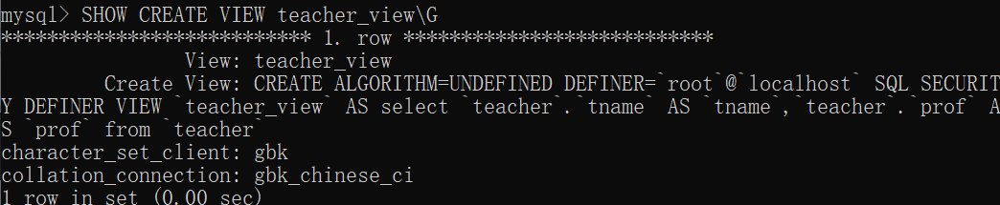 mysql> SHOW CREATE VIEW teacher_view\G
*************************** 1. row ***************************
                View: teacher_view
         Create View: CREATE ALGORITHM=UNDEFINED DEFINER=`root`@`localhost` SQL SECURIT
Y DEFINER VIEW `teacher_view` AS select `teacher`.`tname` AS `tname`,`teacher`.`prof` A
S `prof` from `teacher`
character_set_client: gbk
collation_connection: gbk_chinese_ci
1 row in set (0.00 sec)